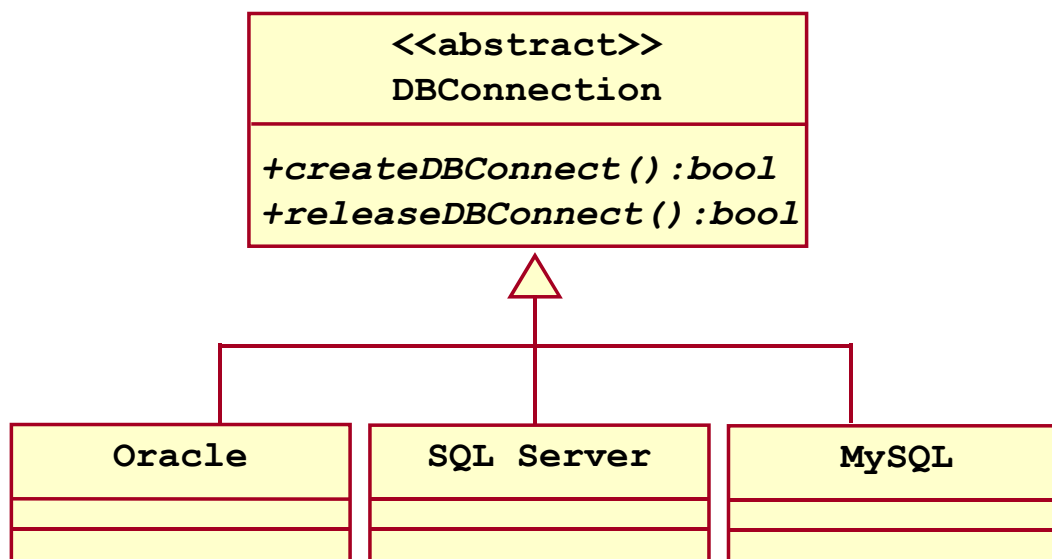 <<abstract>>
DBConnection
+createDBConnect():bool
+releaseDBConnect():bool
Oracle
SQL Server
MySQL